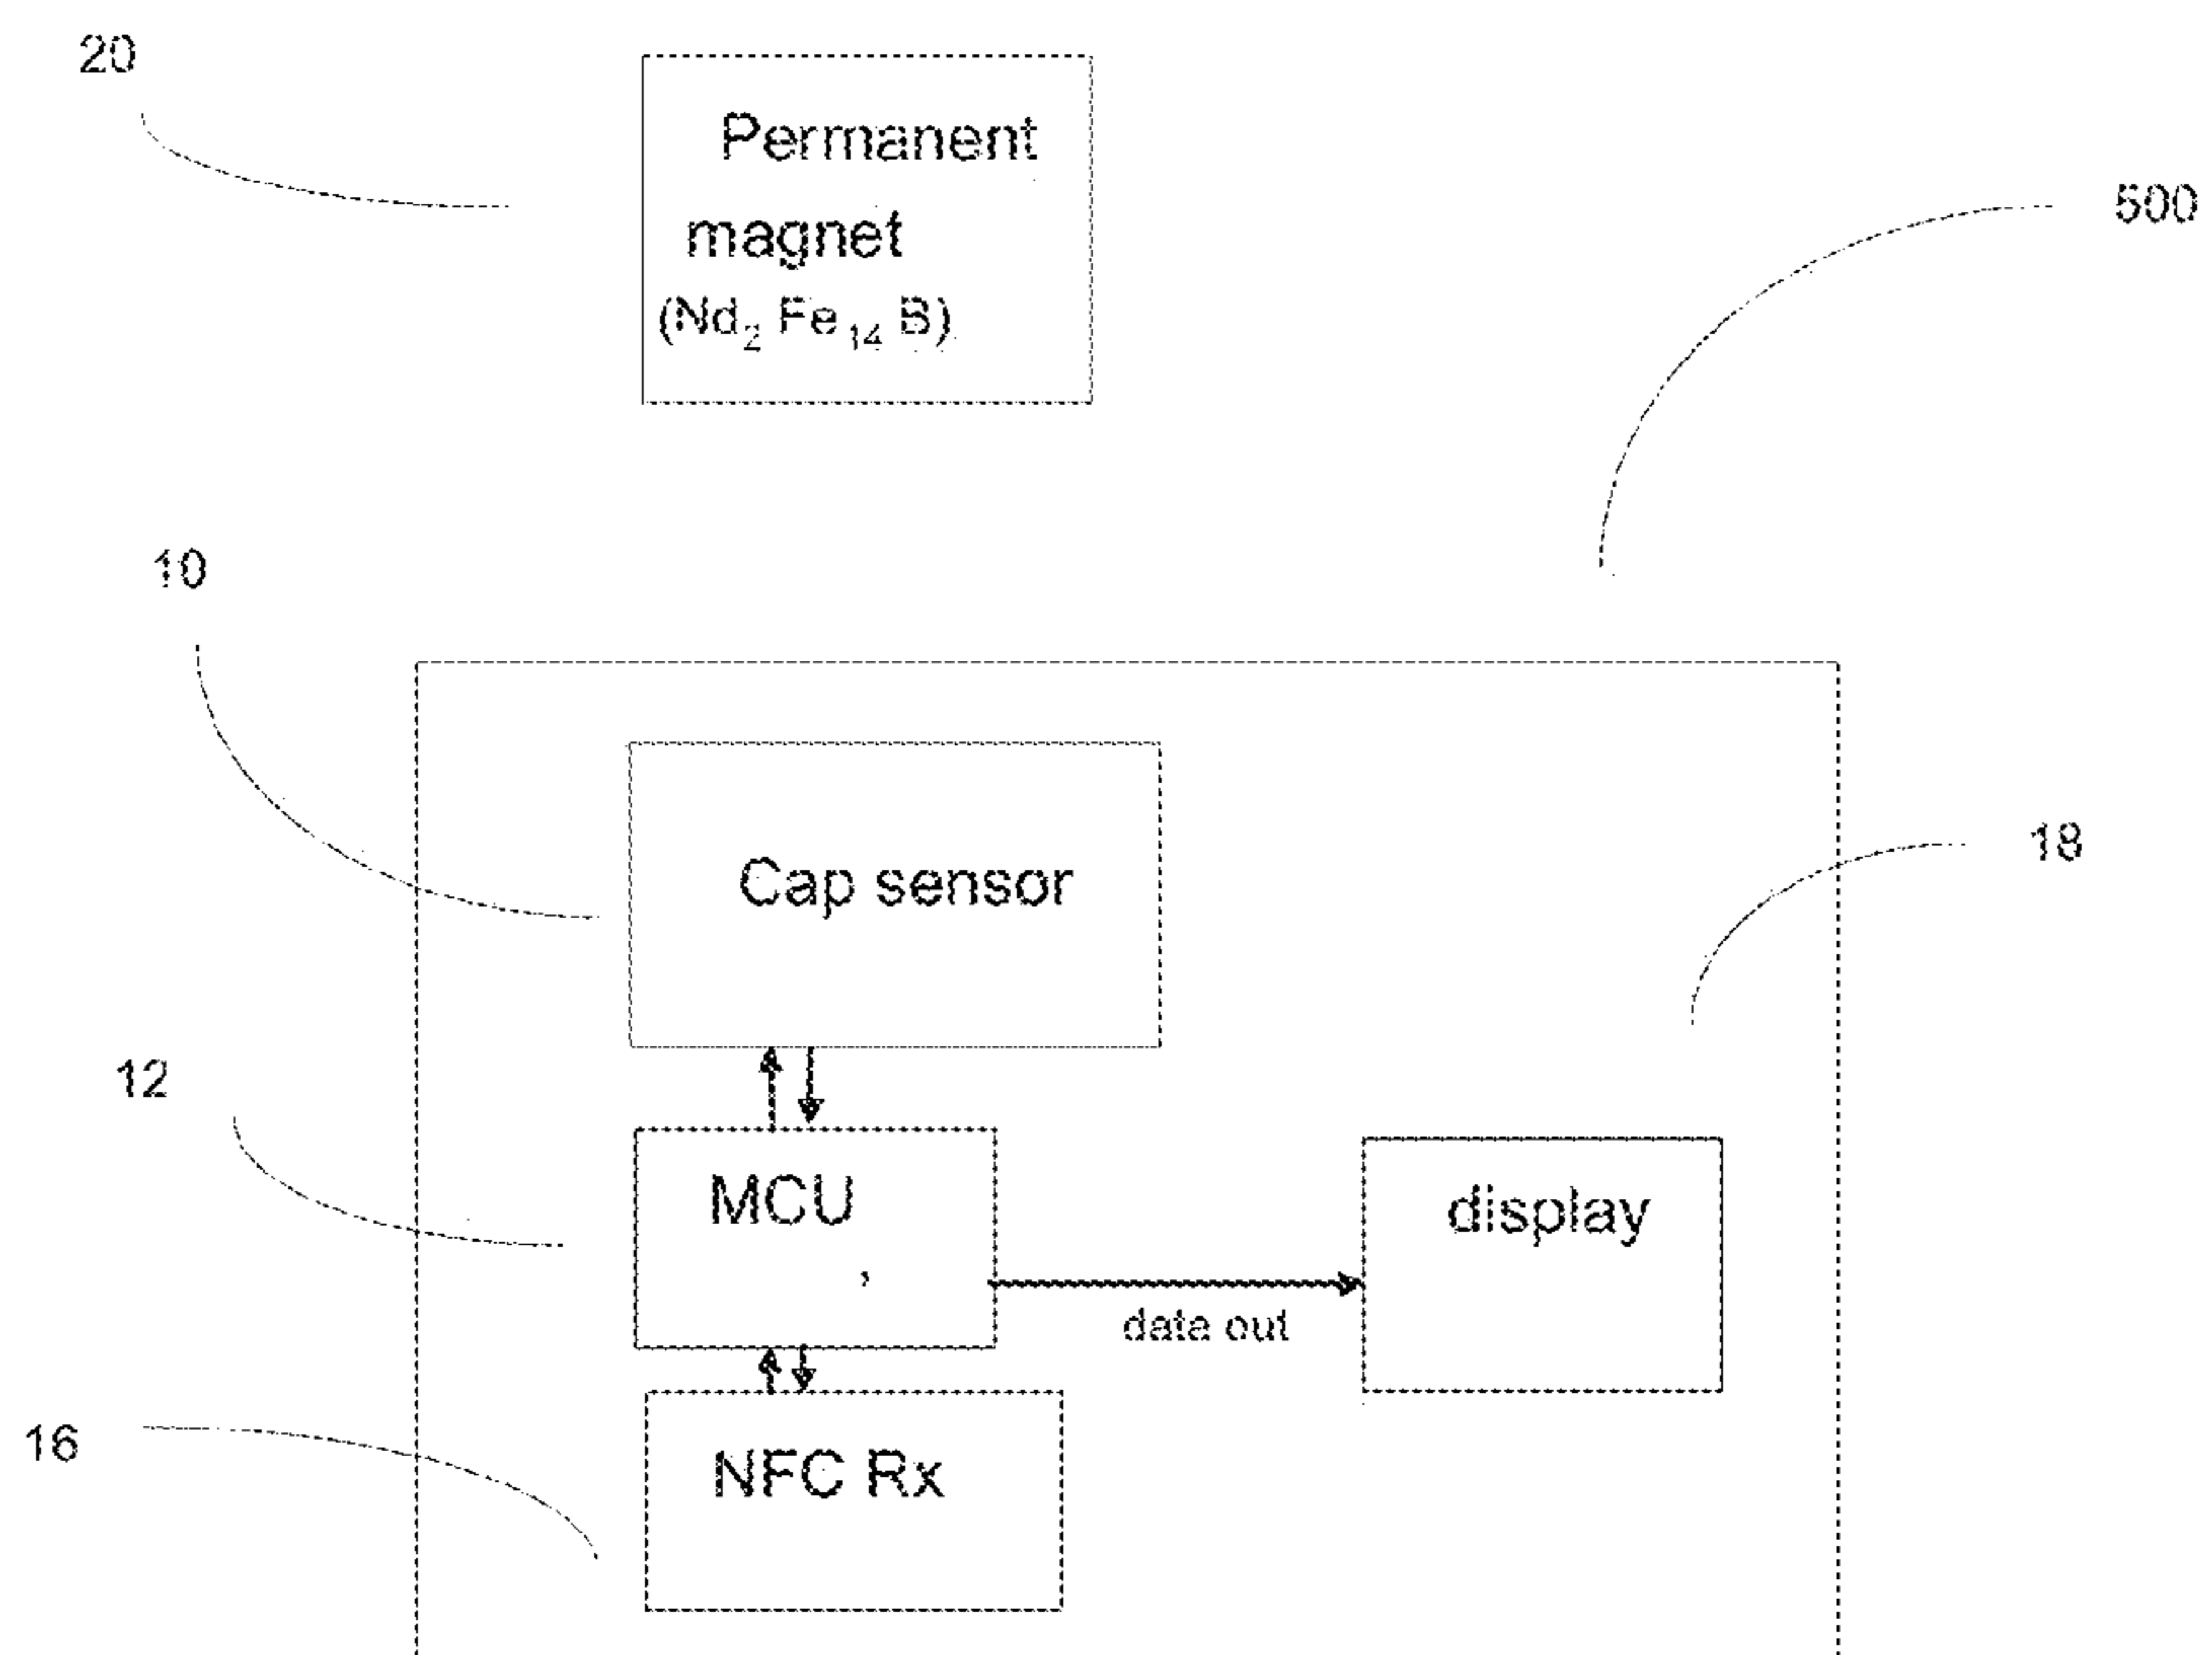 20
Permanent
magnet
(Nd₂ Fe₁₄ B)
500
10
Cap sensor
18
12
MCU
,
display
data out
16
NFC Rx